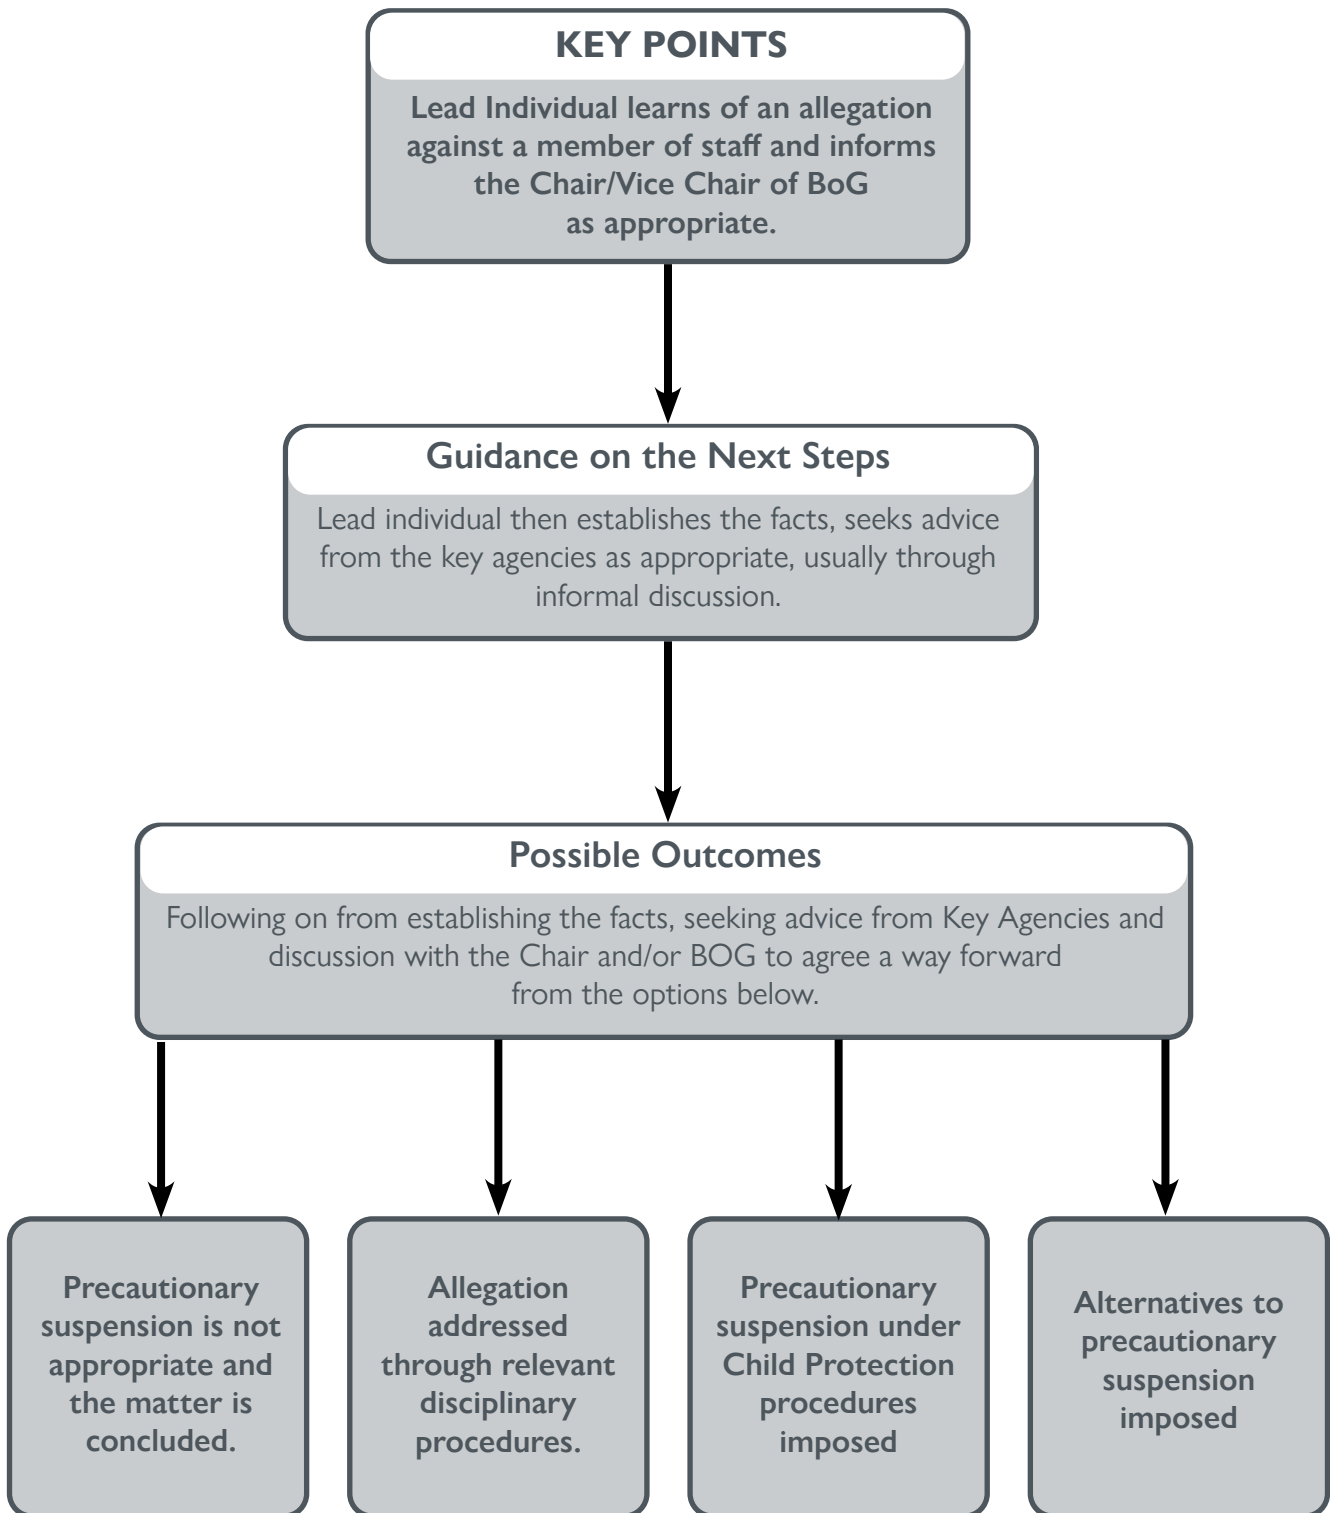 KEY POINTS
Lead Individual learns of an allegation
against a member of staff and informs
the Chair/Vice Chair of BoG
as appropriate.
Guidance on the Next Steps
Lead individual then establishes the facts, seeks advice
from the key agencies as appropriate, usually through
informal discussion.
Possible Outcomes
Following on from establishing the facts, seeking advice from Key Agencies and
discussion with the Chair and/or BOG to agree a way forward
from the options below.
Precautionary
suspension is not
appropriate and
the matter is
concluded.
Allegation
addressed
through relevant
disciplinary
procedures.
Precautionary
suspension under
Child Protection
procedures
imposed
Alternatives to
precautionary
suspension
imposed